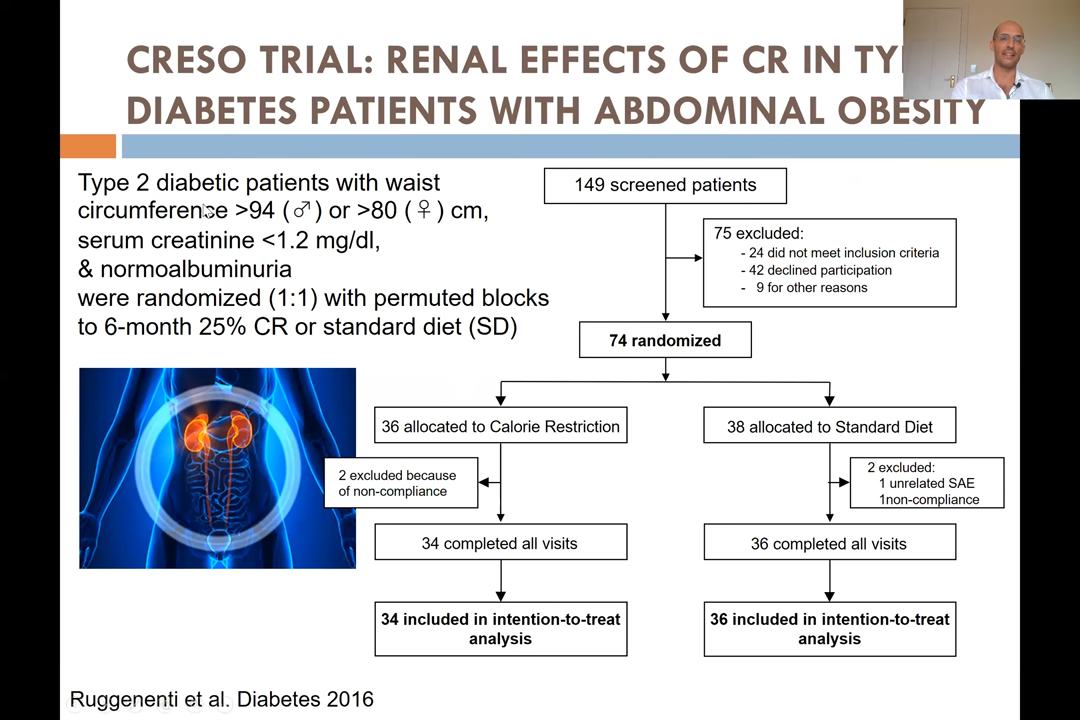 CRESO TRIAL: RENAL EFFECTS OF CR IN
DIABETES PATIENTS WITH ABDOMINAL OBESITY
Type 2 diabetic patients with waist
circumference >94 (♂) or >80 (♀) cm,
serum creatinine <1.2 mg/dl,
& normoalbuminuria
were randomized (1:1) with permuted blocks
to 6-month 25% CR or standard diet (SD)
149 screened patients
75 excluded:
- 24 did not meet inclusion criteria
- 42 declined participation
- 9 for other reasons
74 randomized
36 allocated to Calorie Restriction
38 allocated to Standard Diet
2 excluded because
of non-compliance
2 excluded:
1 unrelated SAE
1non-compliance
34 completed all visits
36 completed all visits
34 included in intention-to-treat
analysis
36 included in intention-to-treat
analysis
Ruggenenti et al. Diabetes 2016